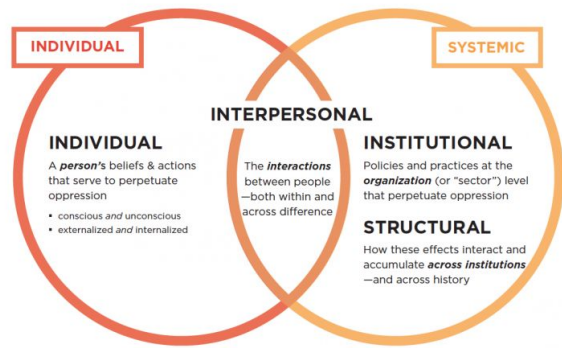 INDIVIDUAL
SYSTEMIC
INTERPERSONAL
INDIVIDUAL
A person's beliefs & actions
that serve to perpetuate
oppression
▪ conscious and unconscious
▪ externalized and internalized
The interactions
between people
—both within and
across difference
INSTITUTIONAL
Policies and practices at the
organization (or "sector") level
that perpetuate oppression
STRUCTURAL
How these effects interact and
accumulate across institutions
—and across history